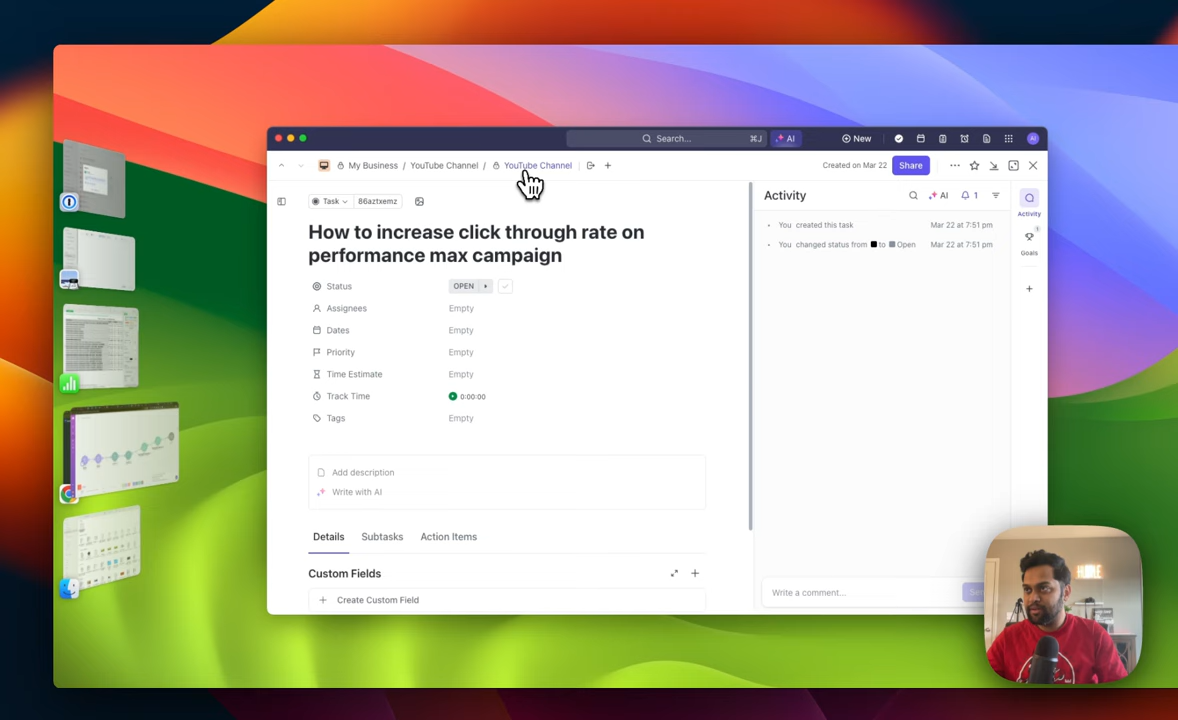 Search... ⌘J AI New AI
My Business / YouTube Channel / YouTube Channel Created on Mar 22 Share
Task 86aztxemz
How to increase click through rate on
performance max campaign
Status OPEN
Assignees Empty
Dates Empty
Priority Empty
Time Estimate Empty
Track Time 0:00:00
Tags Empty
Add description
Write with AI
Details Subtasks Action Items
Custom Fields
Create Custom Field
Activity AI 1
You created this task Mar 22 at 7:51 pm
You changed status from to Open Mar 22 at 7:51 pm
Write a comment...
Activity
1
Goals
HOME